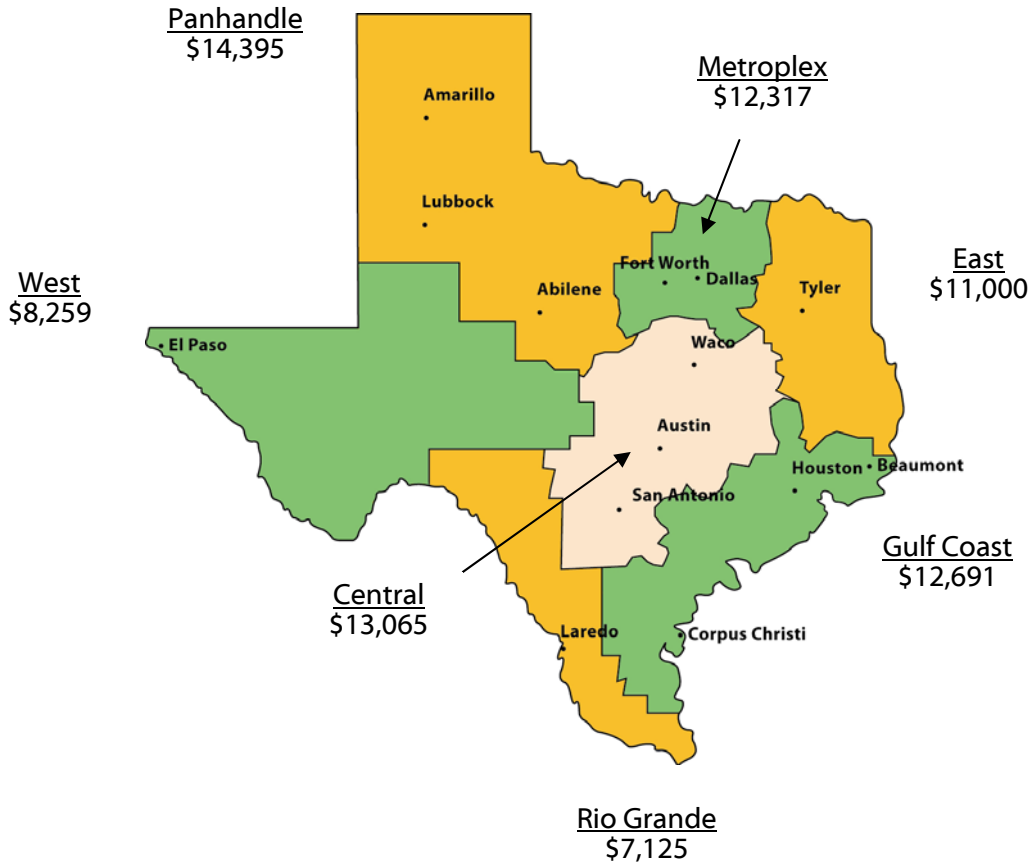 Panhandle
$14,395
Metroplex
$12,317
Amarillo
Lubbock
West
$8,259
East
$11,000
Fort Worth
Dallas
Abilene
Tyler
El Paso
Waco
Austin
Houston
Beaumont
San Antonio
Gulf Coast
$12,691
Central
$13,065
Laredo
Corpus Christi
Rio Grande
$7,125